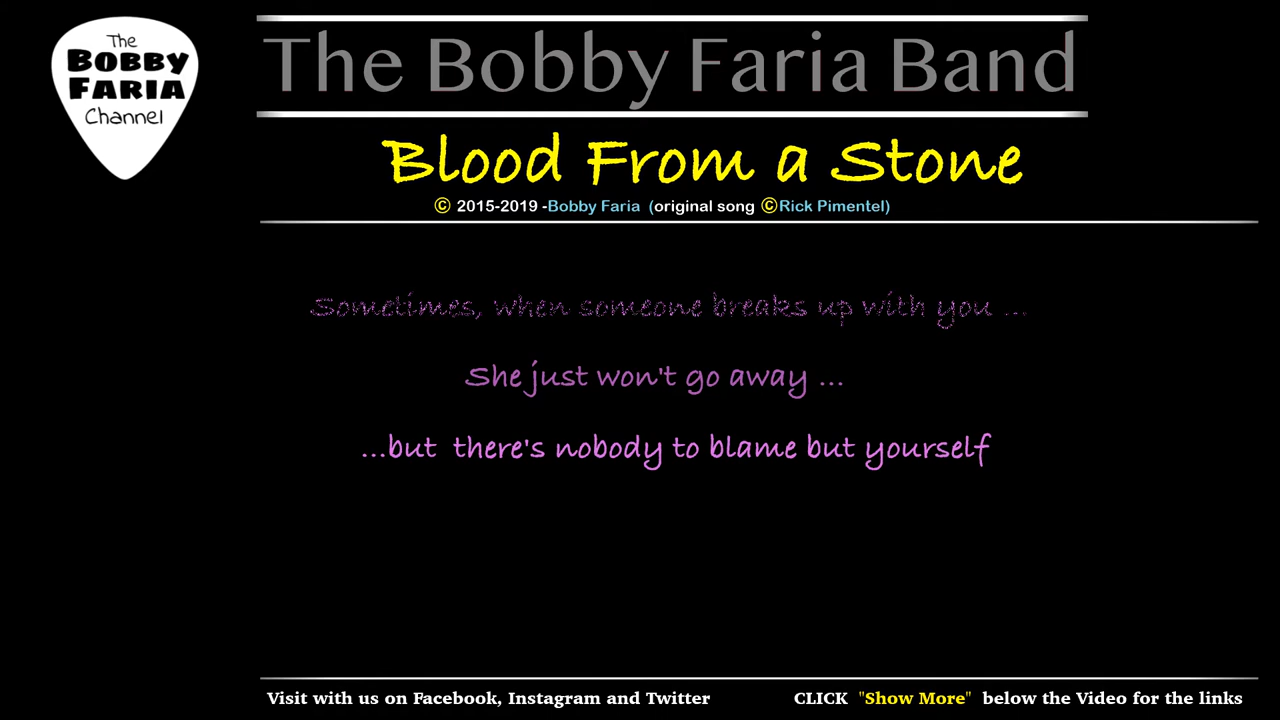 The
BOBBY
FARIA
Channel
The Bobby Faria Band
Blood From a Stone
© 2015-2019 -Bobby Faria (original song ©Rick Pimentel)
Sometimes, when someone breaks up with you ...
She just won't go away ...
...but there's nobody to blame but yourself
Visit with us on Facebook, Instagram and Twitter
CLICK "Show More" below the Video for the links